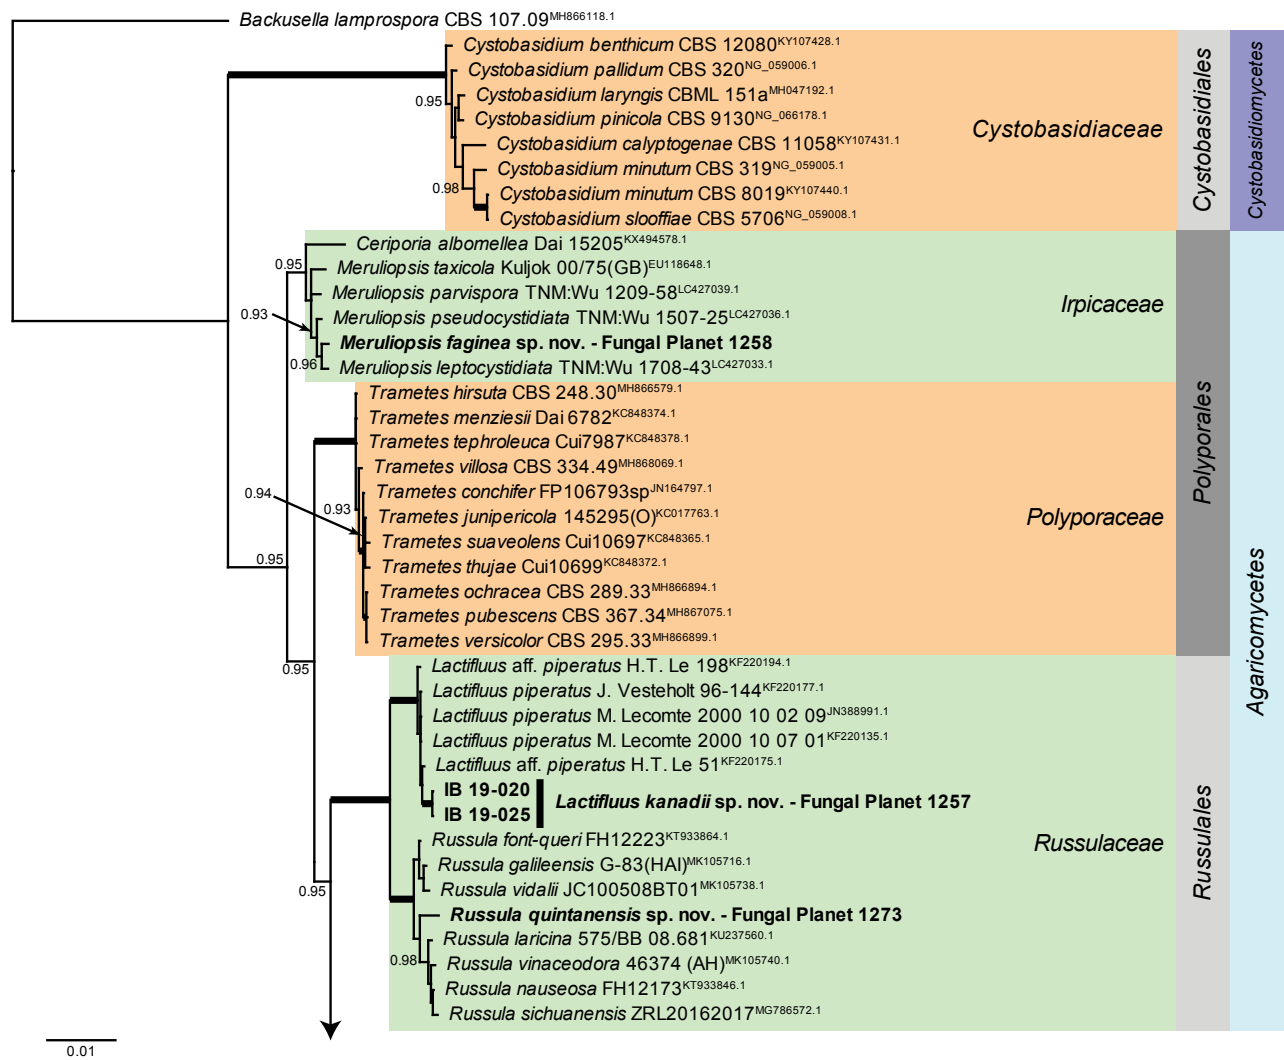 Backusella lamprospora CBS 107.09MH866118.1
Cystobasidium benthicum CBS 12080KY107428.1
Cystobasidium pallidum CBS 320NG_059006.1
0.95
Cystobasidium laryngis CBML 151aMH047192.1
Cystobasidium pinicola CBS 9130NG_066178.1
Cystobasidiaceae
Cystobasidiales
Cystobasidiomycetes
Cystobasidium calyptogenae CBS 11058KY107431.1
Cystobasidium minutum CBS 319NG_059005.1
0.98
Cystobasidium minutum CBS 8019KY107440.1
Cystobasidium slooffiae CBS 5706NG_059008.1
Ceriporia albomellea Dai 15205KX494578.1
0.95
Meruliopsis taxicola Kuljok 00/75(GB)EU118648.1
Meruliopsis parvispora TNM:Wu 1209-58LC427039.1
Irpicaceae
0.93
Meruliopsis pseudocystidiata TNM:Wu 1507-25LC427036.1
Meruliopsis faginea sp. nov. - Fungal Planet 1258
0.96
Meruliopsis leptocystidiata TNM:Wu 1708-43LC427033.1
Trametes hirsuta CBS 248.30MH866579.1
Trametes menziesii Dai 6782KC848374.1
Polyporales
Trametes tephroleuca Cui7987KC848378.1
Trametes villosa CBS 334.49MH868069.1
0.94
Trametes conchifer FP106793spJN164797.1
0.93
Trametes junipericola 145295(O)KC017763.1
Polyporaceae
Trametes suaveolens Cui10697KC848365.1
0.95
Trametes thujae Cui10699KC848372.1
Trametes ochracea CBS 289.33MH866894.1
Trametes pubescens CBS 367.34MH867075.1
Trametes versicolor CBS 295.33MH866899.1
Agaricomycetes
0.95
Lactifluus aff. piperatus H.T. Le 198KF220194.1
Lactifluus piperatus J. Vesteholt 96-144KF220177.1
Lactifluus piperatus M. Lecomte 2000 10 02 09JN388991.1
Lactifluus piperatus M. Lecomte 2000 10 07 01KF220135.1
Lactifluus aff. piperatus H.T. Le 51KF220175.1
IB 19-020
IB 19-025
Lactifluus kanadii sp. nov. - Fungal Planet 1257
Russulaceae
Russulales
Russula font-queri FH12223KT933864.1
Russula galileensis G-83(HAI)MK105716.1
0.95
Russula vidalii JC100508BT01MK105738.1
Russula quintanensis sp. nov. - Fungal Planet 1273
Russula laricina 575/BB 08.681KU237560.1
0.98
Russula vinaceodora 46374 (AH)MK105740.1
Russula nauseosa FH12173KT933846.1
Russula sichuanensis ZRL20162017MG786572.1
0.01